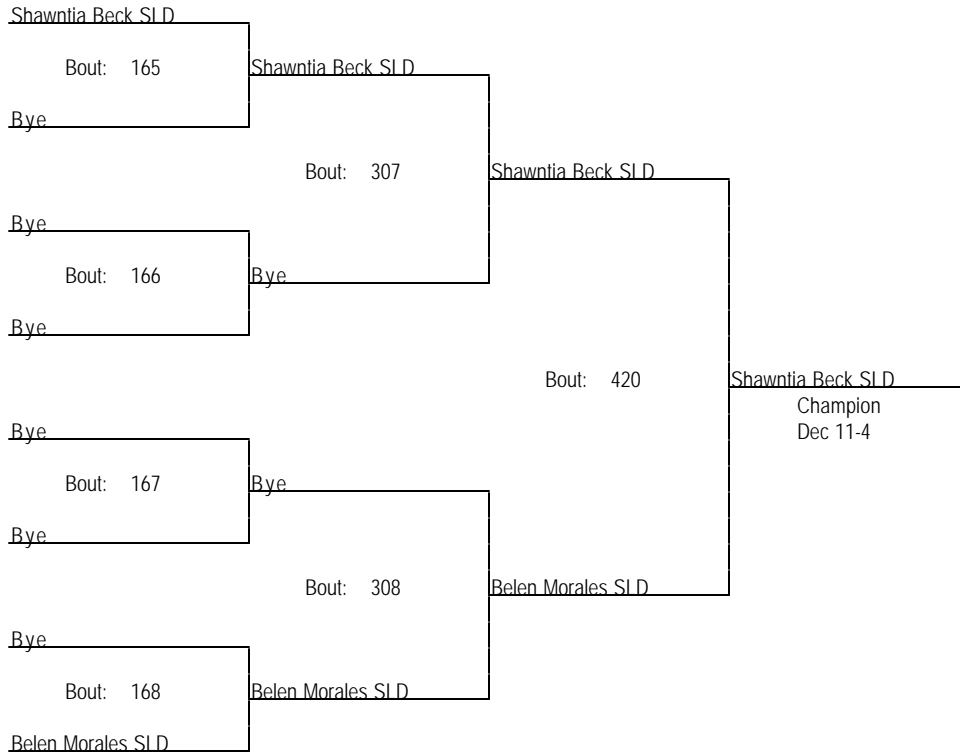 Shawntia Beck SLD
Bout: 165
Shawntia Beck SLD
Bye
Bout: 307
Shawntia Beck SLD
Bye
Bout: 166
Bye
Bye
Bout: 420
Shawntia Beck SLD
Champion
Dec 11-4
Bye
Bout: 167
Bye
Bye
Bout: 308
Belen Morales SLD
Bye
Bout: 168
Belen Morales SLD
Belen Morales SLD